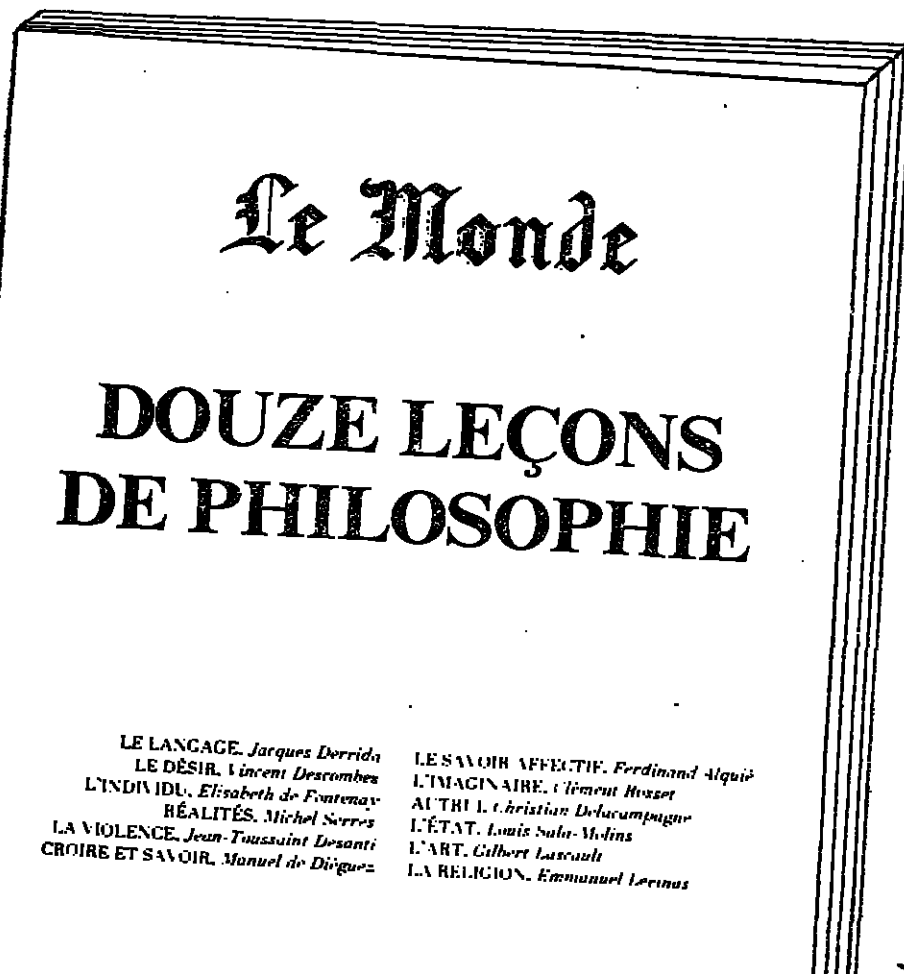 Le Monde
DOUZE LEÇONS
DE PHILOSOPHIE
LE LANGAGE. Jacques Derrida
LE DÉSIR. Vincent Descombes
L'INDIVIDU. Elisabeth de Fontenay
RÉALITÉS. Michel Serres
LA VIOLENCE. Jean-Toussaint Desanti
CROIRE ET SAVOIR. Manuel de Dièguez
LE SAVOIR AFFECTIF. Ferdinand Alquié
L'IMAGINAIRE. Clément Rosset
AUTRUI. Christian Delacampagne
L'ÉTAT. Louis Sala-Molins
L'ART. Gilbert Lascault
LA RELIGION. Emmanuel Levinas